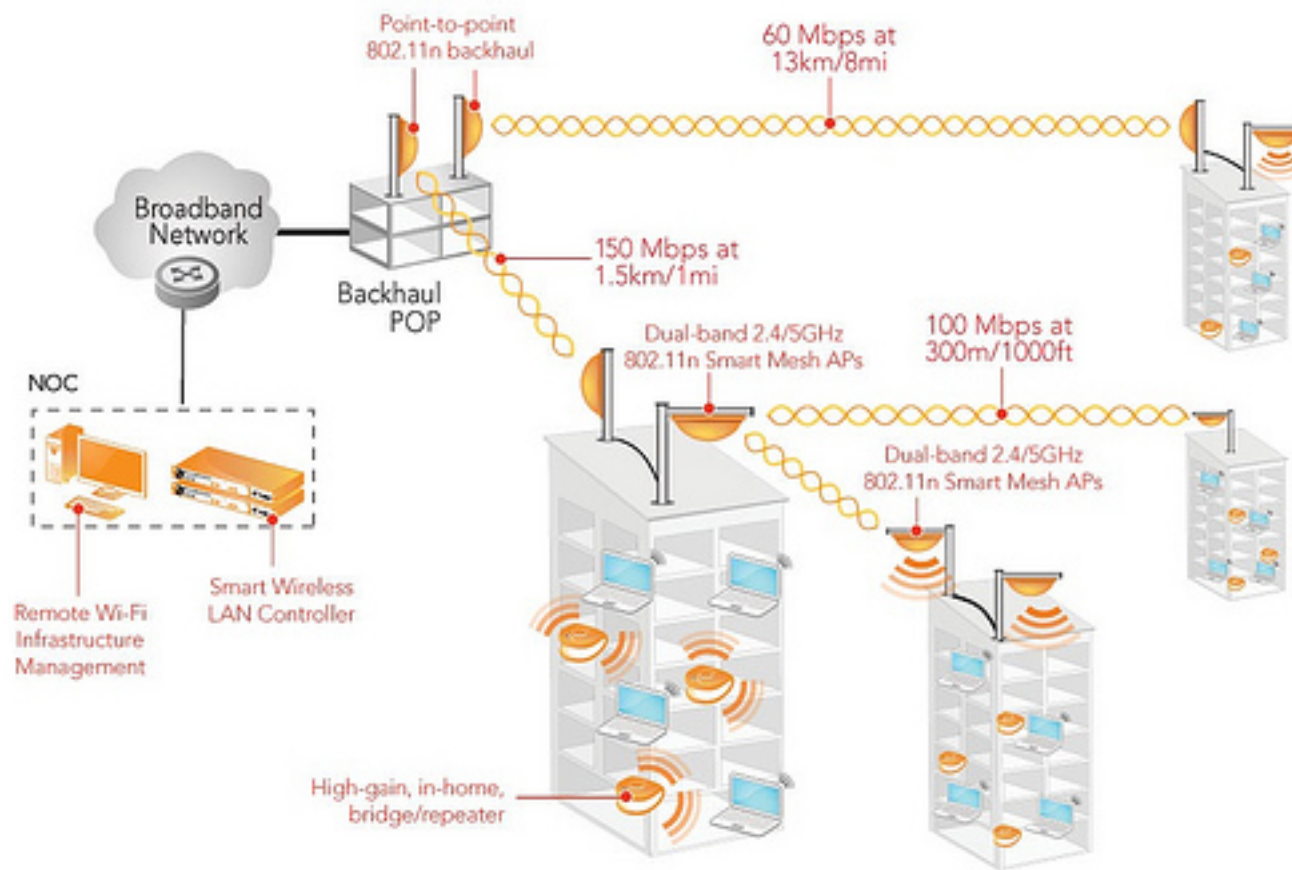 Point-to-point
802.11n backhaul
60 Mbps at
13km/8mi
Broadband
Network
150 Mbps at
1.5km/1mi
Backhaul
POP
Dual-band 2.4/5GHz
802.11n Smart Mesh APs
100 Mbps at
300m/1000ft
NOC
Dual-band 2.4/5GHz
802.11n Smart Mesh APs
Remote Wi-Fi
Infrastructure
Management
Smart Wireless
LAN Controller
High-gain, in-home,
bridge/repeater